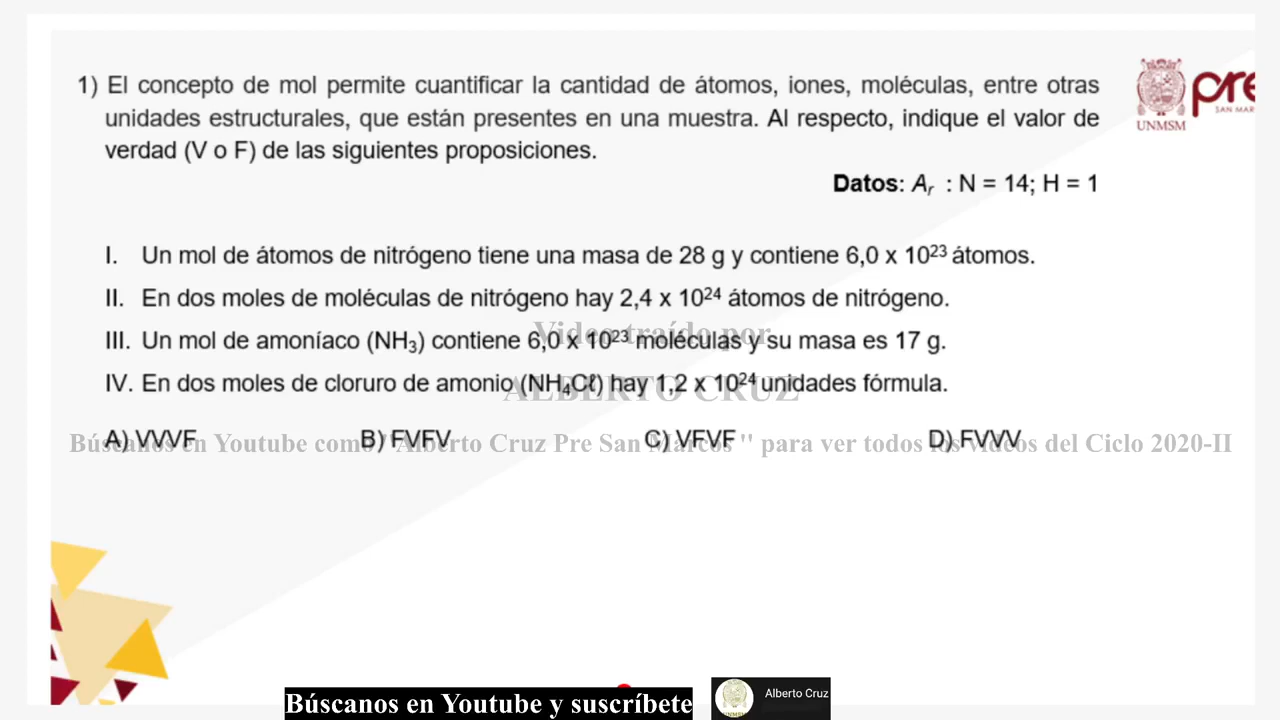 1) El concepto de mol permite cuantificar la cantidad de átomos, iones, moléculas, entre otras
unidades estructurales, que están presentes en una muestra. Al respecto, indique el valor de
verdad (V o F) de las siguientes proposiciones.
UNMSM
pre
SAN MAR
Datos: Aᵣ : N = 14; H = 1
I. Un mol de átomos de nitrógeno tiene una masa de 28 g y contiene 6,0 x 10²³ átomos.
II. En dos moles de moléculas de nitrógeno hay 2,4 x 10²⁴ átomos de nitrógeno.
Video traído por
III. Un mol de amoníaco (NH₃) contiene 6,0 x 10²³ moléculas y su masa es 17 g.
ALBERTO CRUZ
IV. En dos moles de cloruro de amonio (NH₄Cℓ) hay 1,2 x 10²⁴ unidades fórmula.
A) VVVF B) FVFV C) VFVF D) FVVV
Búscanos en Youtube como "Alberto Cruz Pre San Marcos " para ver todos los videos del Ciclo 2020-II
Búscanos en Youtube y suscríbete
Alberto Cruz
UNMSM